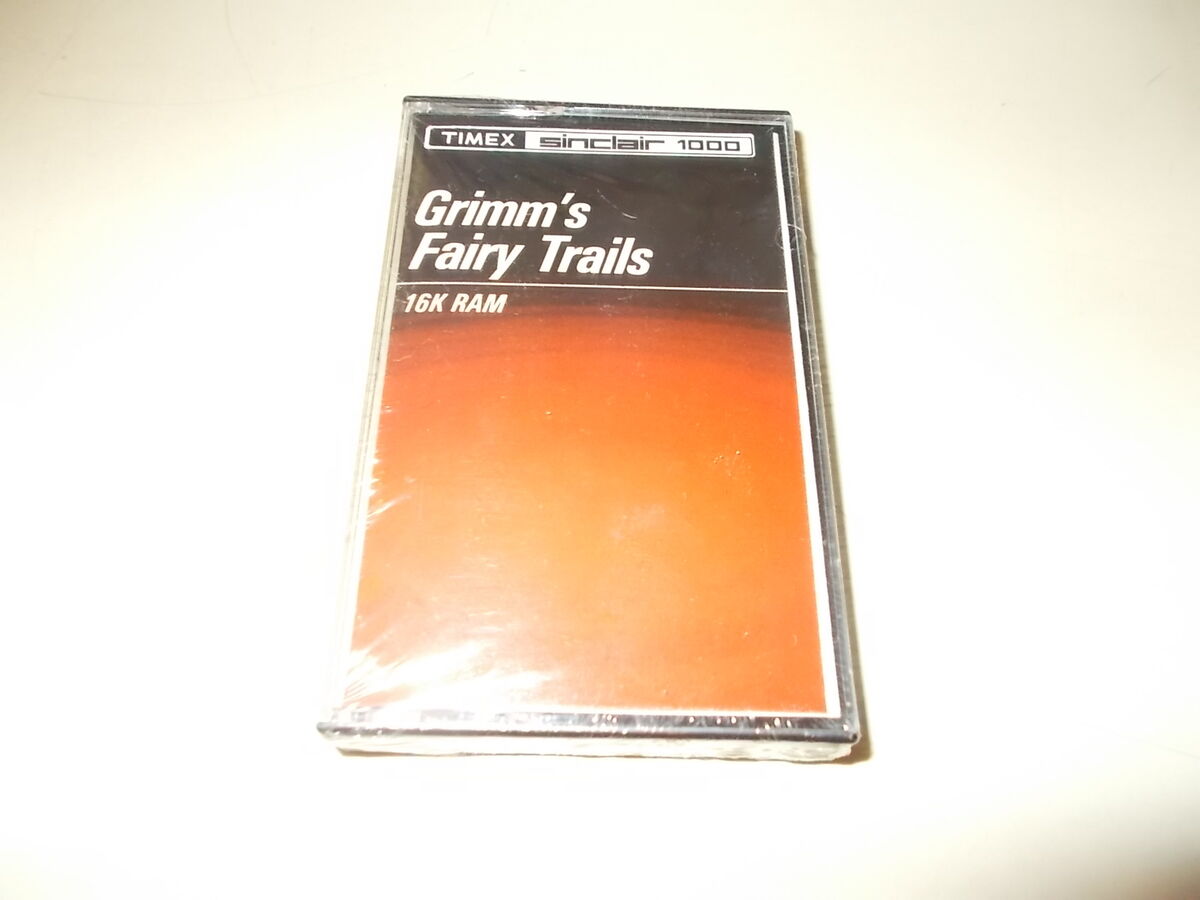 TIMEX sinclair 1000
Grimm's
Fairy Trails
16K RAM